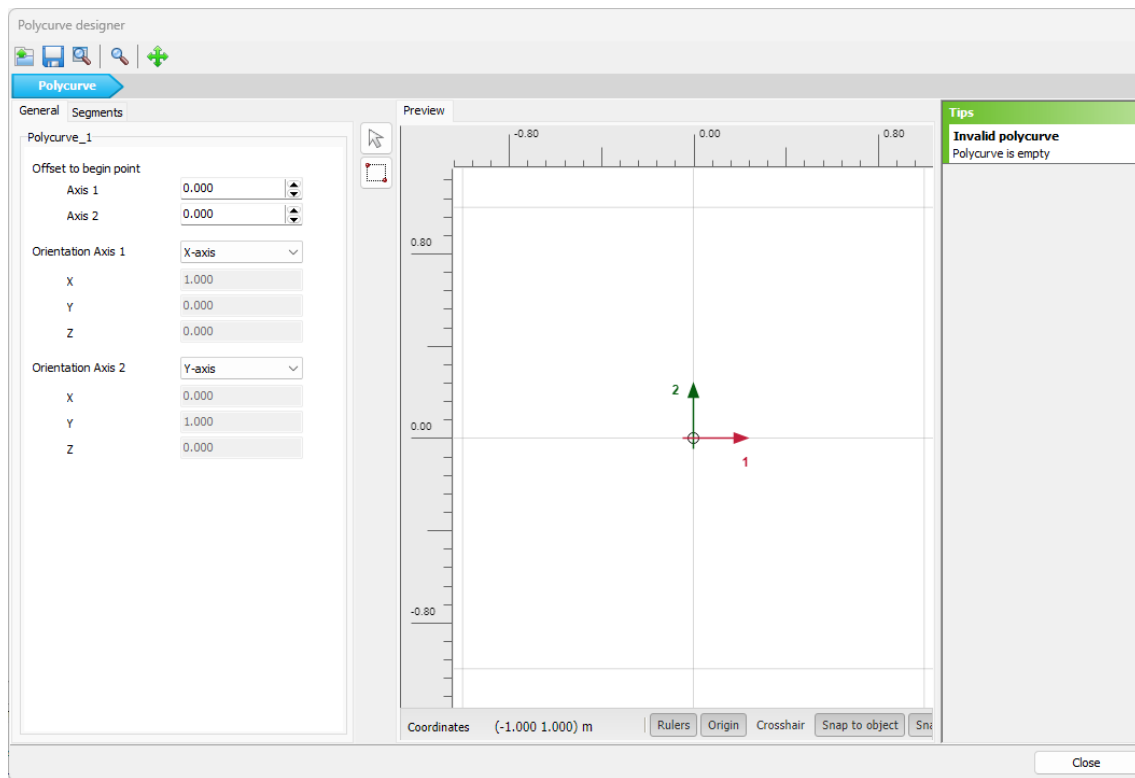 Polycurve designer
Polycurve
General Segments
Polycurve_1
Offset to begin point
Axis 1 0.000
Axis 2 0.000
Orientation Axis 1 X-axis
X 1.000
Y 0.000
Z 0.000
Orientation Axis 2 Y-axis
X 0.000
Y 1.000
Z 0.000
Preview
-0.80 0.00 0.80
0.80
0.00
-0.80
2
1
Coordinates (-1.000 1.000) m Rulers Origin Crosshair Snap to object
Tips
Invalid polycurve
Polycurve is empty
Close